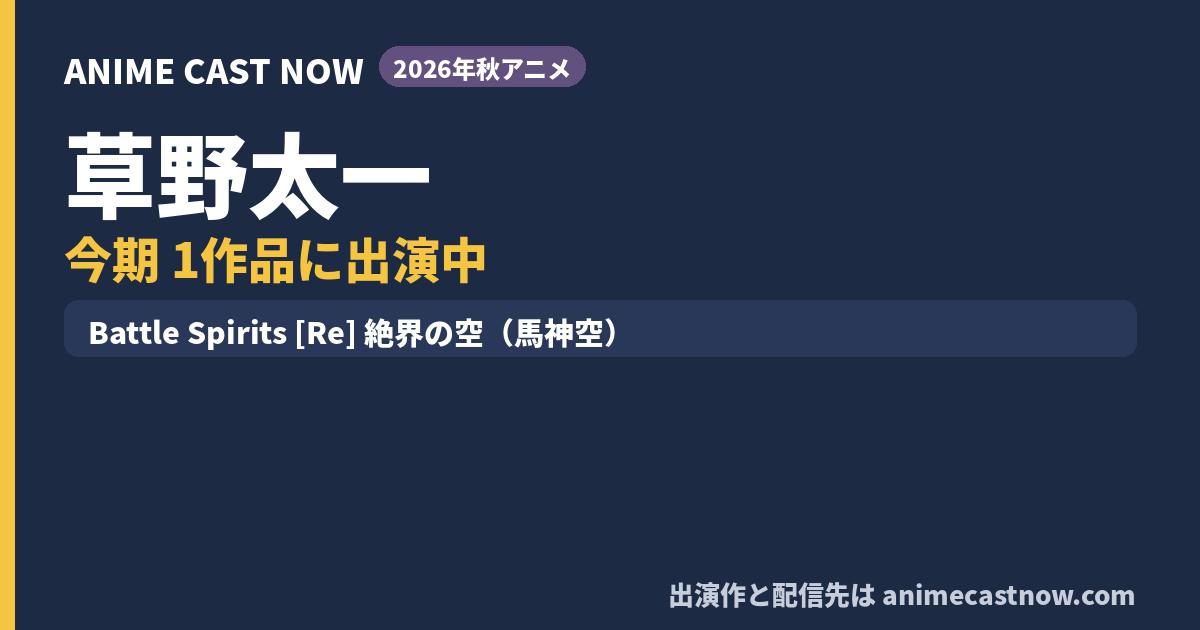 ANIME CAST NOW 2026年秋アニメ
草野太一
今期 1作品に出演中
Battle Spirits [Re] 絶界の空（馬神空）
出演作と配信先は animecastnow.com